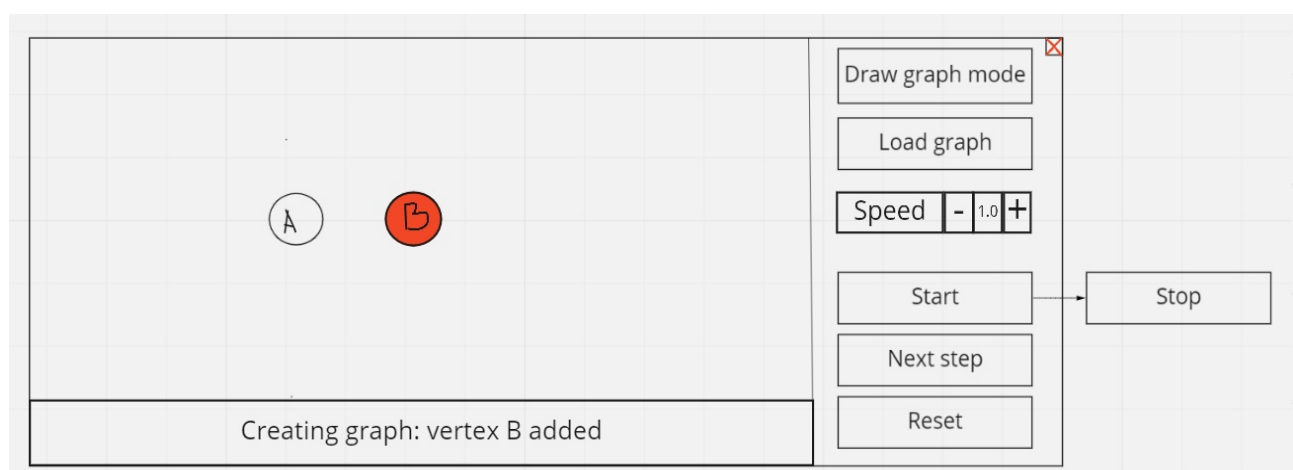 Draw graph mode
Load graph
Speed - 1.0 +
A B
Start Stop
Next step
Reset
Creating graph: vertex B added